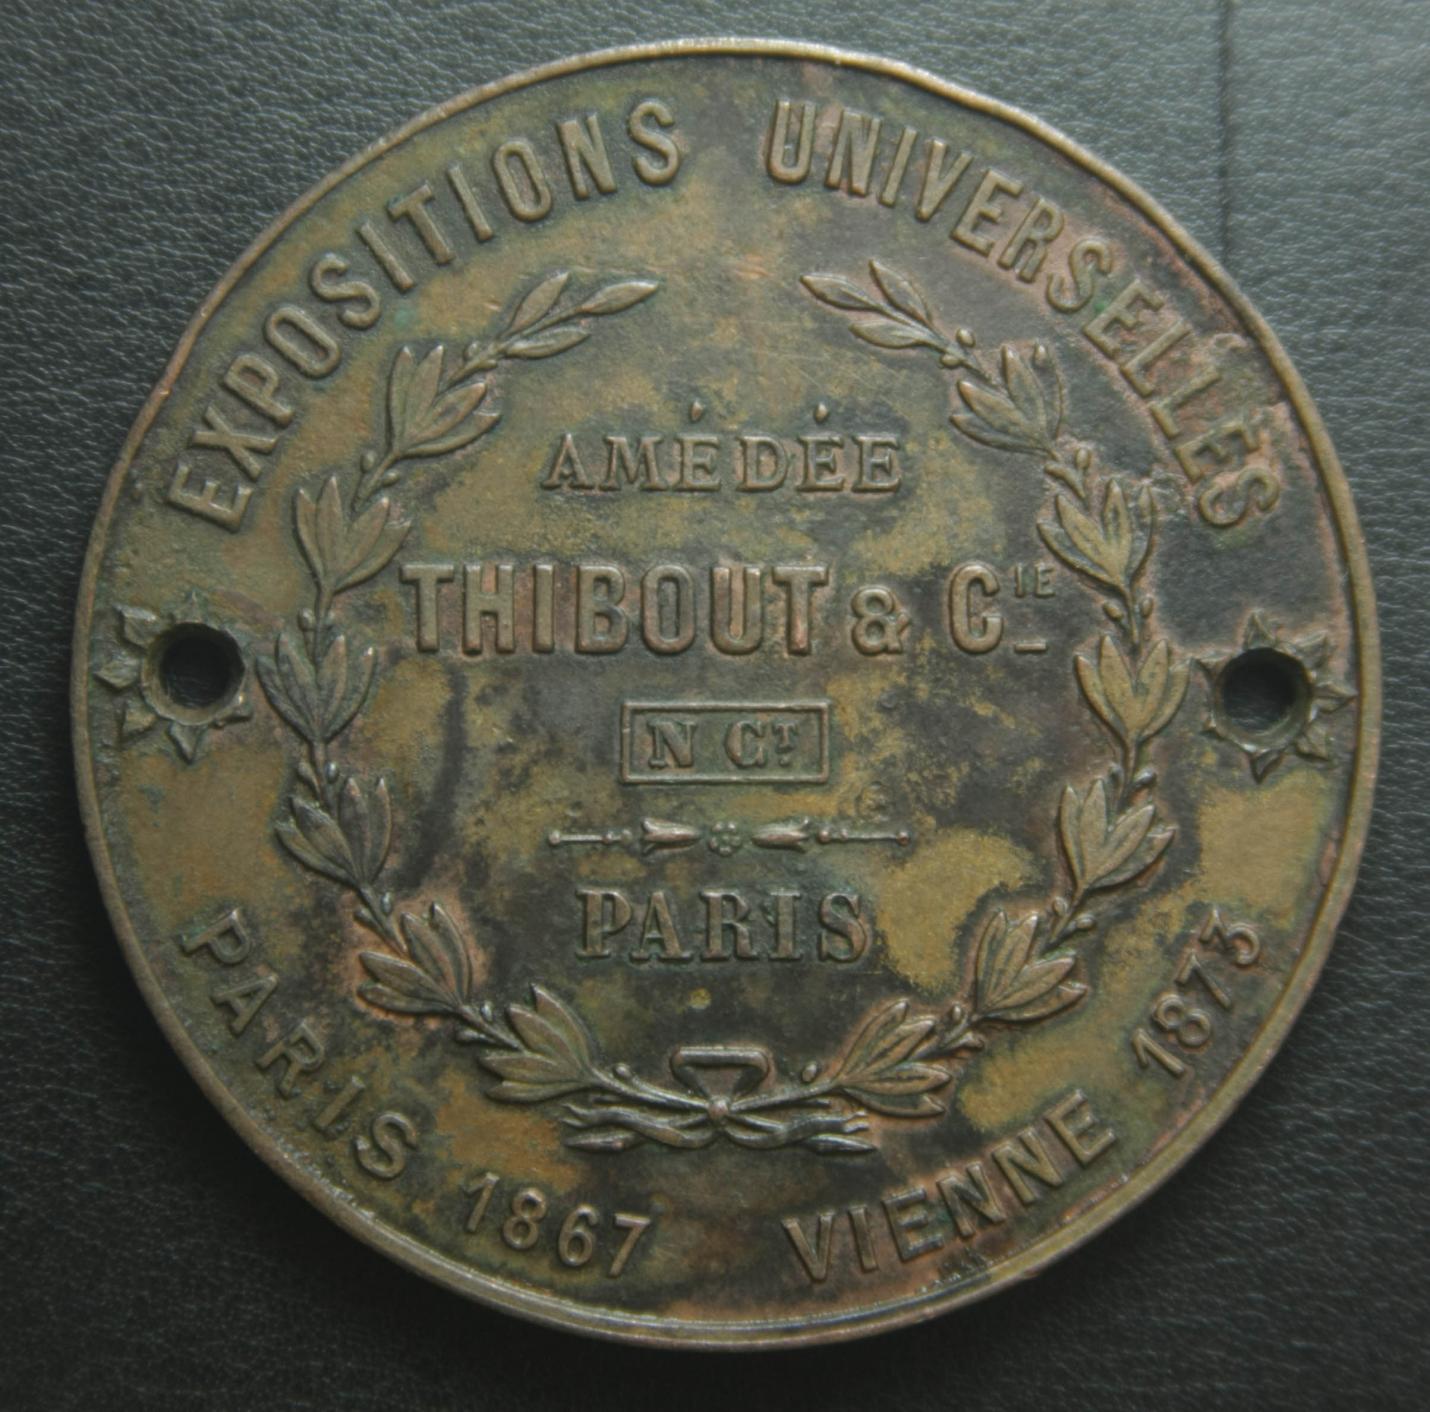 EXPOSITIONS UNIVERSELLES
AMÉDÉE
THIBOUT & CIE
N CT
PARIS
PARIS 1867 VIENNE 1873